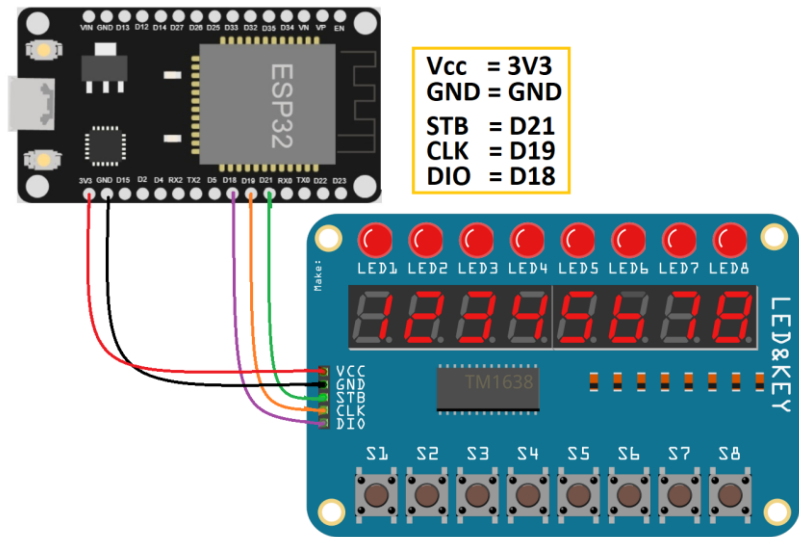 VIN GND D13 D12 D14 D27 D26 D25 D33 D32 D35 D34 VN VP EN
ESP32
3V3 GND D15 D2 D4 RX2 TX2 D5 D18 D19 D21 RX0 TX0 D22 D23
Vcc = 3V3
GND = GND
STB = D21
CLK = D19
DIO = D18
LED1 LED2 LED3 LED4 LED5 LED6 LED7 LED8
Make:
12345678
LED&KEY
VCC
GND
STB
CLK
DIO
TM1638
S1 S2 S3 S4 S5 S6 S7 S8